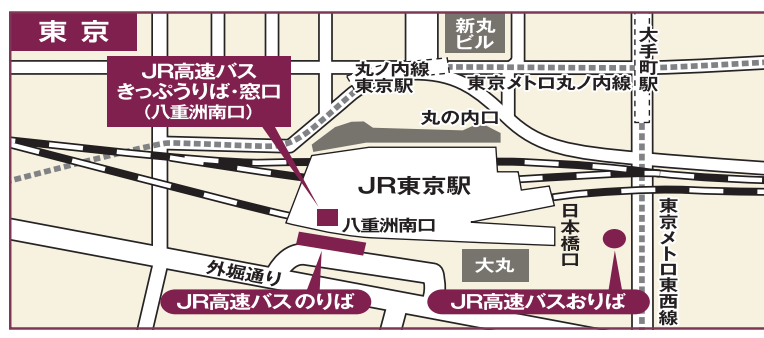 東京
新丸
ビル
大手町駅
JR高速バス
きっぷうりば・窓口
（八重洲南口）
丸ノ内線
東京駅
東京メトロ丸ノ内線
丸の内口
JR東京駅
八重洲南口
日本橋口
東京メトロ東西線
大丸
外堀通り
JR高速バスのりば
JR高速バスおりば